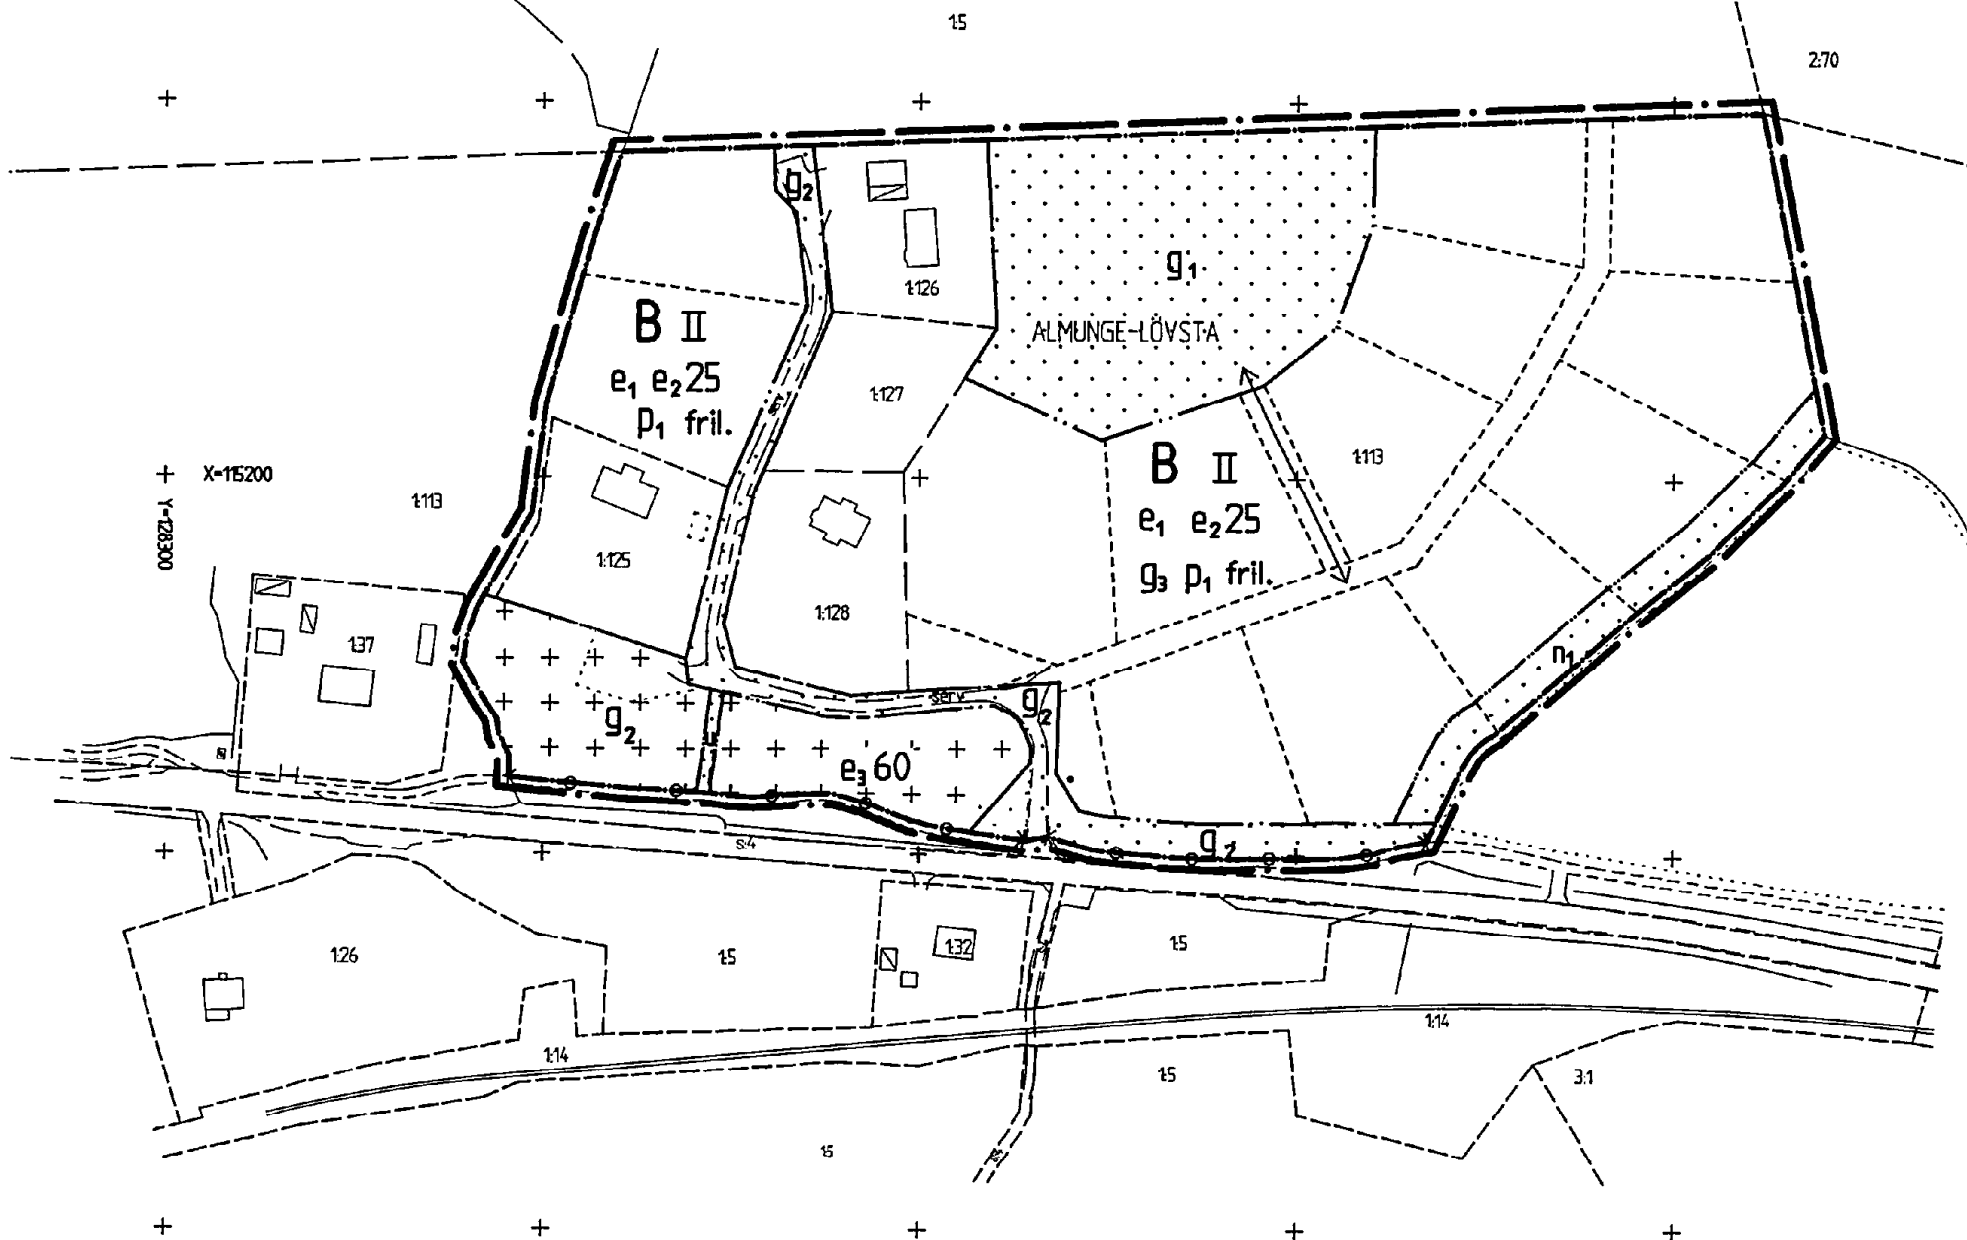 1:5
2:70
g₂
g₁
1:126
B II
ALMUNGE-LÖVSTA
e₁ e₂ 25
1:127
p₁ fril.
1:113
B II
X=115200
1:113
Y=128300
e₁ e₂ 25
1:125
g₃ p₁ fril.
1:128
1:37
n₁
serv
g₂
g₂
u
e₃ 60
s:4
g₂
1:26
1:5
1:32
1:5
1:14
1:14
1:5
3:1
1:5